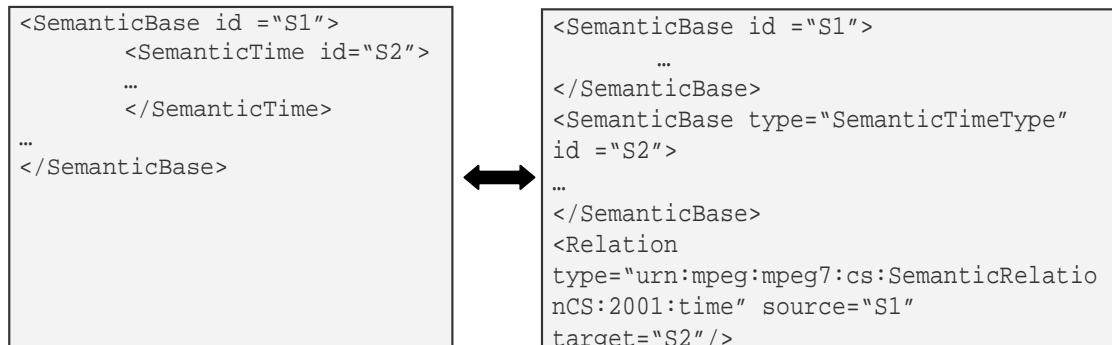 <SemanticBase id =“S1”>
<SemanticTime id=“S2”>
…
</SemanticTime>
…
</SemanticBase>
<SemanticBase id =“S1”>
…
</SemanticBase>
<SemanticBase type=“SemanticTimeType”
id =“S2”>
…
</SemanticBase>
<Relation
type=“urn:mpeg:mpeg7:cs:SemanticRelatio
nCS:2001:time” source=“S1”
target=“S2”/>